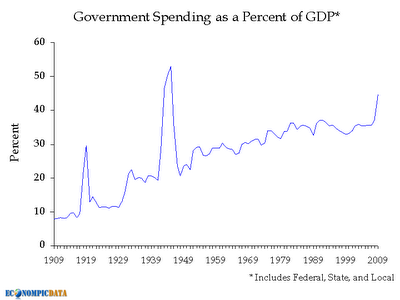 Government Spending as a Percent of GDP*
60
50
40
30
20
10
0
Percent
1909 1919 1929 1939 1949 1959 1969 1979 1989 1999 2009
*Includes Federal, State, and Local
ECONOMPICDATA